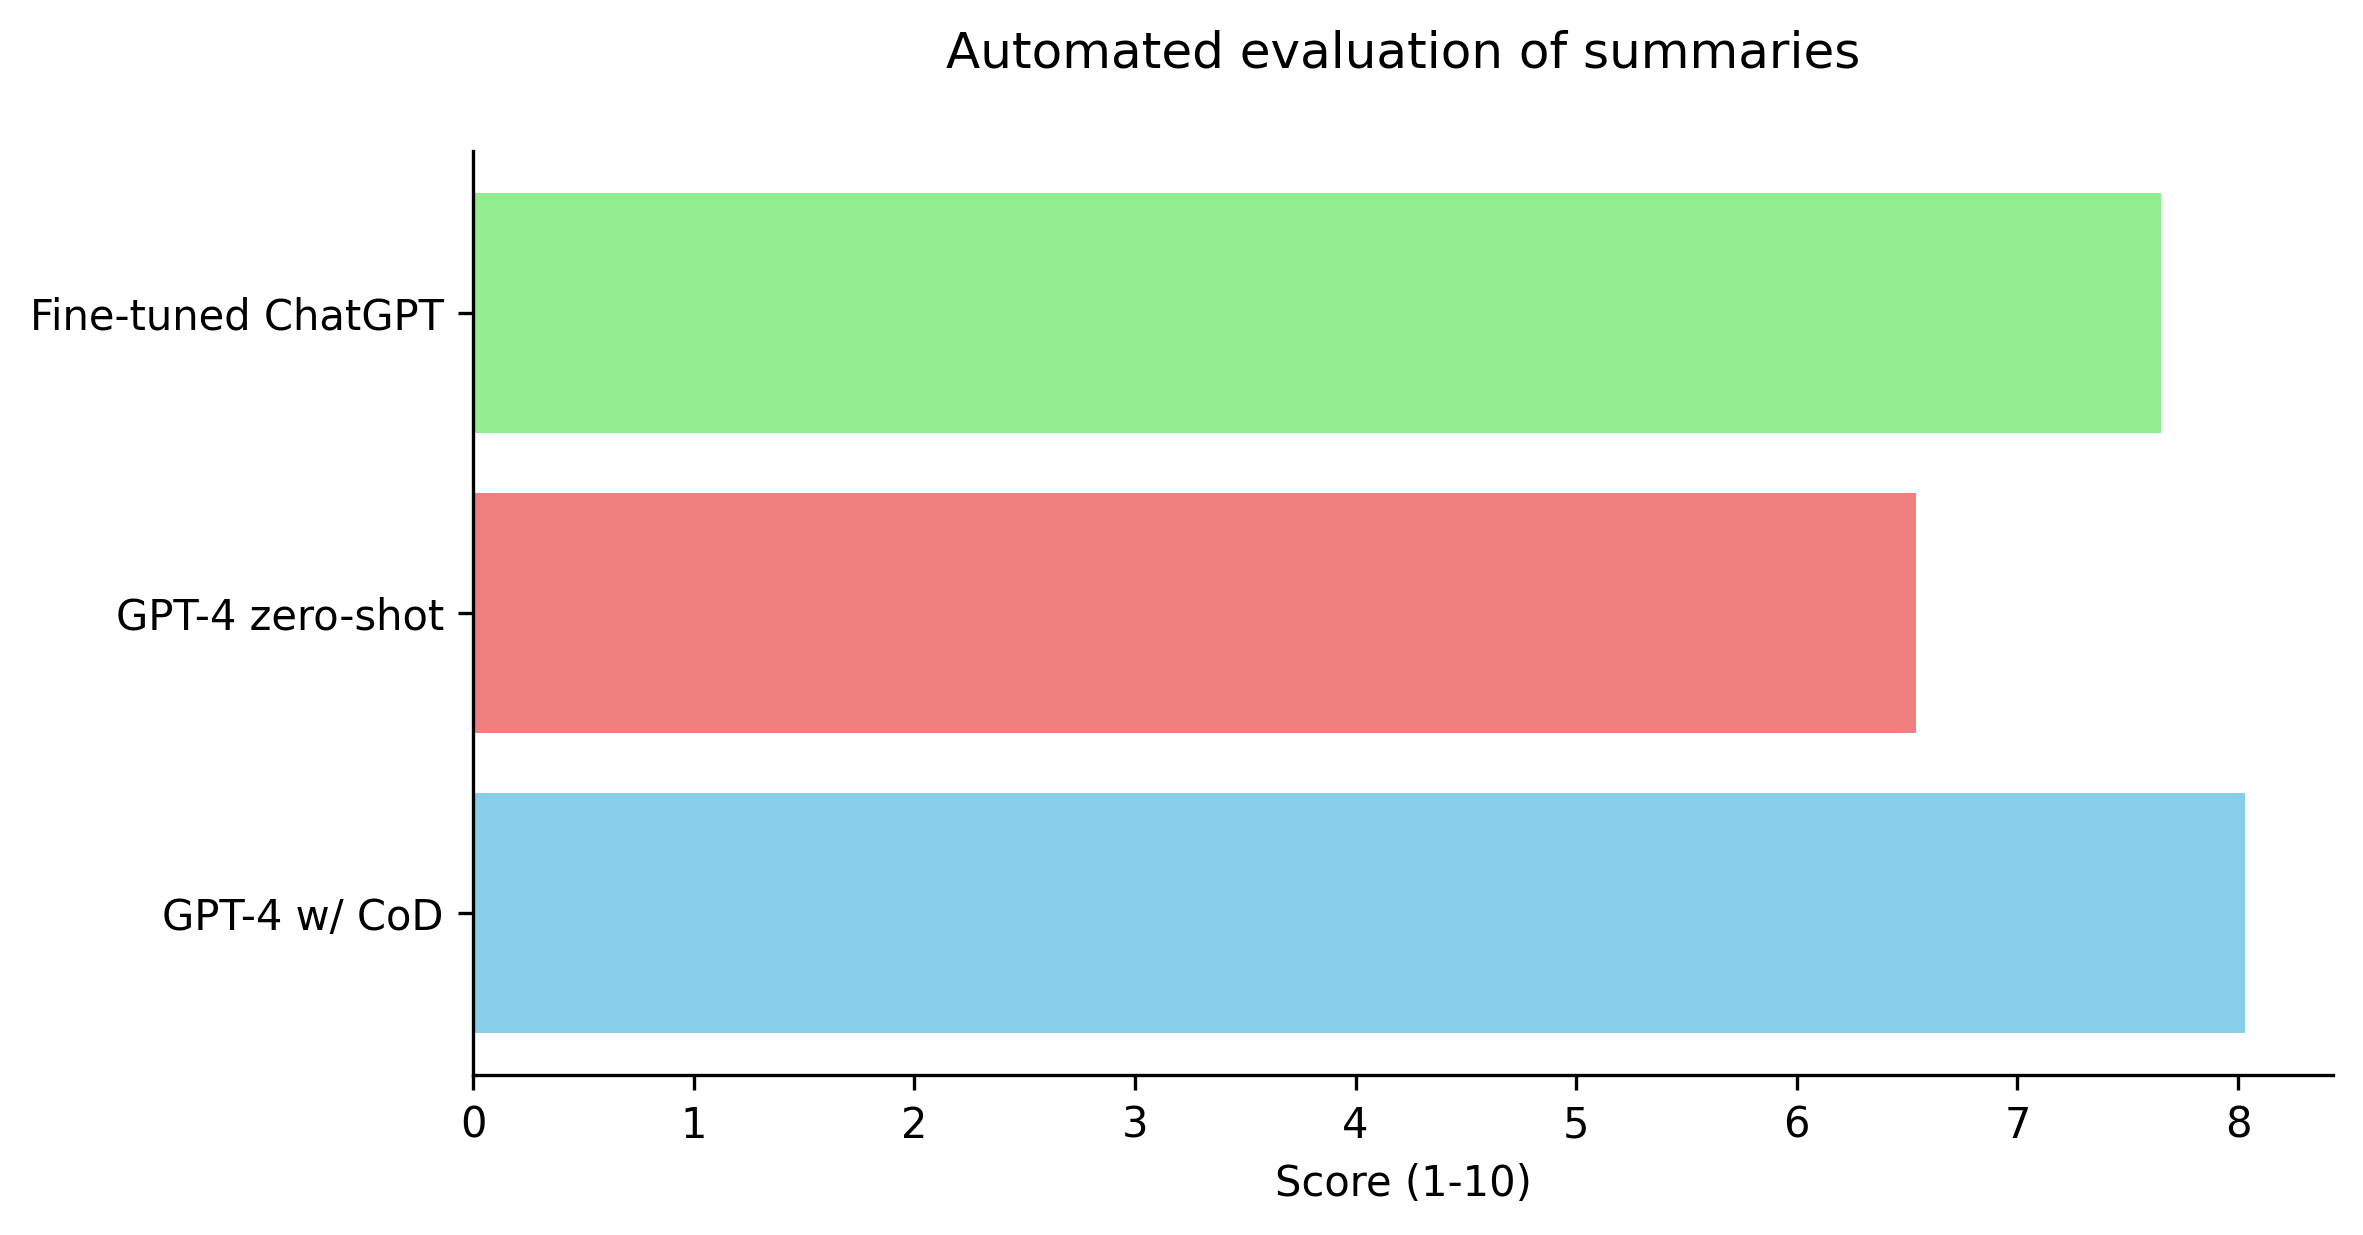 Automated evaluation of summaries
Fine-tuned ChatGPT
GPT-4 zero-shot
GPT-4 w/ CoD
0 1 2 3 4 5 6 7 8
Score (1-10)